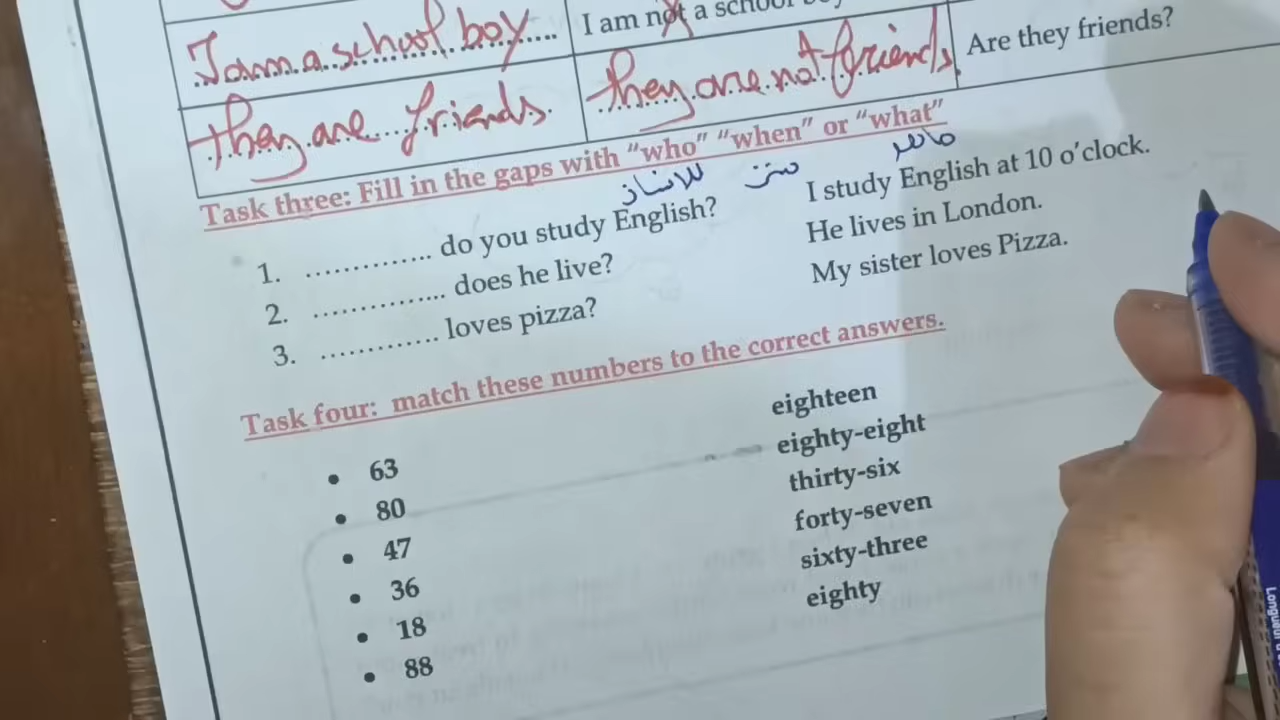 I am a school boy
I am not a school
they are friends.
they are not friends.
Are they friends?
Task three: Fill in the gaps with "who" "when" or "what"
للانسان
متى
1. .............. do you study English?
I study English at 10 o'clock.
2. .............. does he live?
He lives in London.
3. ............. loves pizza?
My sister loves Pizza.
Task four: match these numbers to the correct answers.
• 63
eighteen
• 80
eighty-eight
• 47
thirty-six
• 36
forty-seven
• 18
sixty-three
• 88
eighty